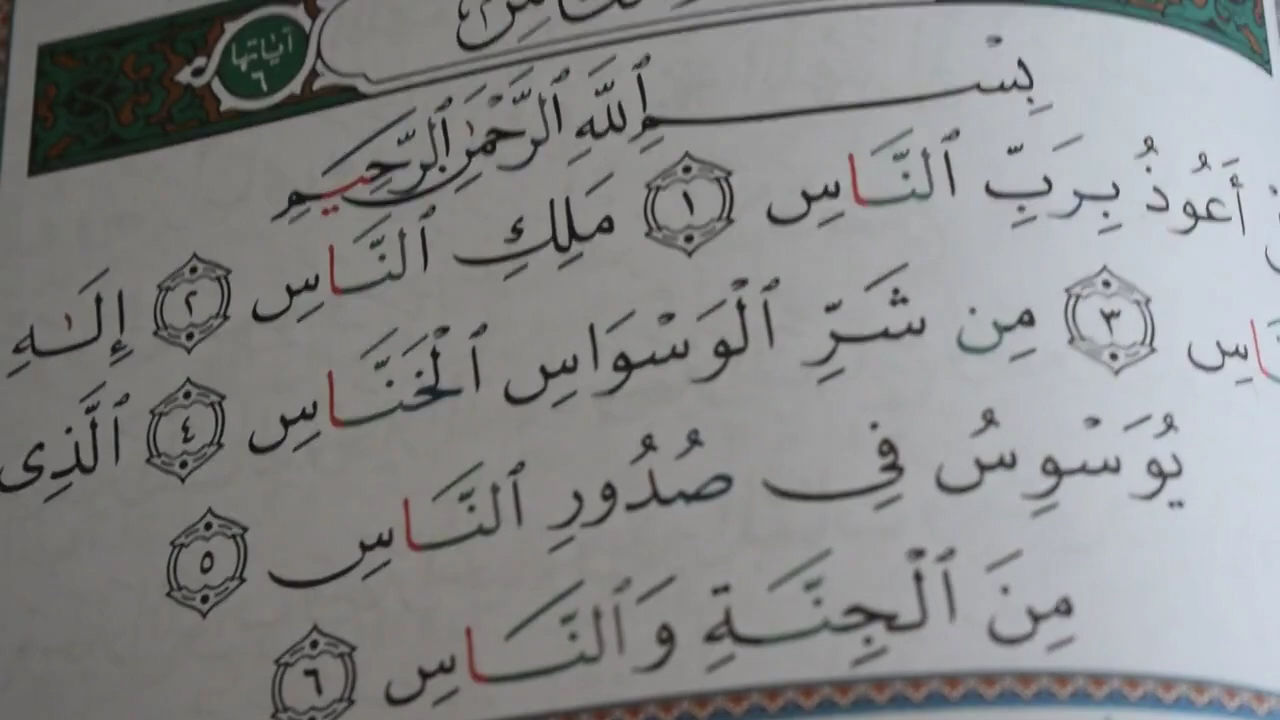 آياتها
٦
بِسْمِ ٱللَّهِ ٱلرَّحْمَٰنِ ٱلرَّحِيمِ
أَعُوذُ بِرَبِّ ٱلنَّاسِ ١ مَلِكِ ٱلنَّاسِ ٢ إِلَٰهِ
ٱلنَّاسِ ٣ مِن شَرِّ ٱلْوَسْوَاسِ ٱلْخَنَّاسِ ٤ ٱلَّذِى
يُوَسْوِسُ فِى صُدُورِ ٱلنَّاسِ ٥
مِنَ ٱلْجِنَّةِ وَٱلنَّاسِ ٦